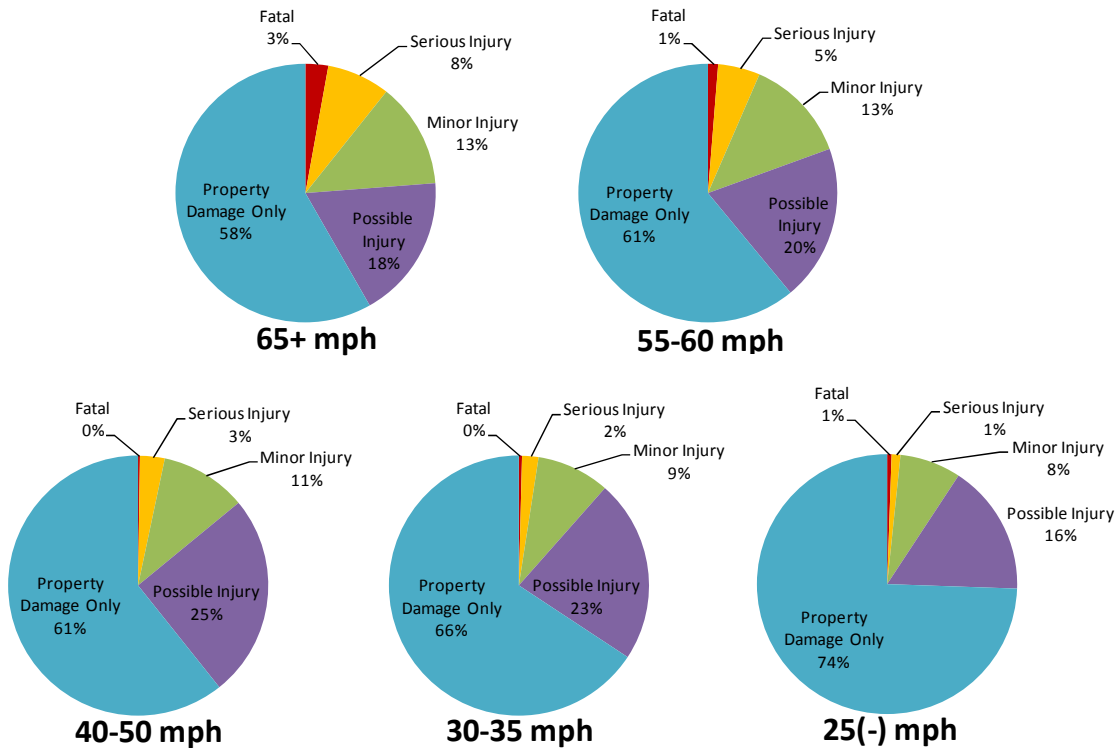 Fatal
3%
Serious Injury
8%
Minor Injury
13%
Possible
Injury
18%
Property
Damage Only
58%
65+ mph
Fatal
1%
Serious Injury
5%
Minor Injury
13%
Possible
Injury
20%
Property
Damage Only
61%
55-60 mph
Fatal
0%
Serious Injury
3%
Minor Injury
11%
Possible Injury
25%
Property
Damage Only
61%
40-50 mph
Fatal
0%
Serious Injury
2%
Minor Injury
9%
Possible Injury
23%
Property
Damage Only
66%
30-35 mph
Fatal
1%
Serious Injury
1%
Minor Injury
8%
Possible Injury
16%
Property
Damage Only
74%
25(-) mph